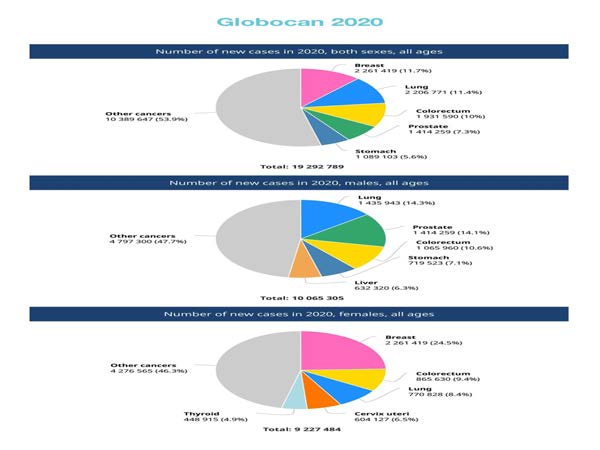 Globocan 2020
Number of new cases in 2020, both sexes, all ages
Breast
2 261 419 (11.7%)
Lung
2 206 771 (11.4%)
Colorectum
1 931 590 (10%)
Prostate
1 414 259 (7.3%)
Stomach
1 089 103 (5.6%)
Other cancers
10 389 647 (53.9%)
Total: 19 292 789
Number of new cases in 2020, males, all ages
Lung
1 435 943 (14.3%)
Prostate
1 414 259 (14.1%)
Colorectum
1 065 960 (10.6%)
Stomach
719 523 (7.1%)
Liver
632 320 (6.3%)
Other cancers
4 797 300 (47.7%)
Total: 10 065 305
Number of new cases in 2020, females, all ages
Breast
2 261 419 (24.5%)
Colorectum
865 630 (9.4%)
Lung
770 828 (8.4%)
Cervix uteri
604 127 (6.5%)
Thyroid
448 915 (4.9%)
Other cancers
4 276 565 (46.3%)
Total: 9 227 484